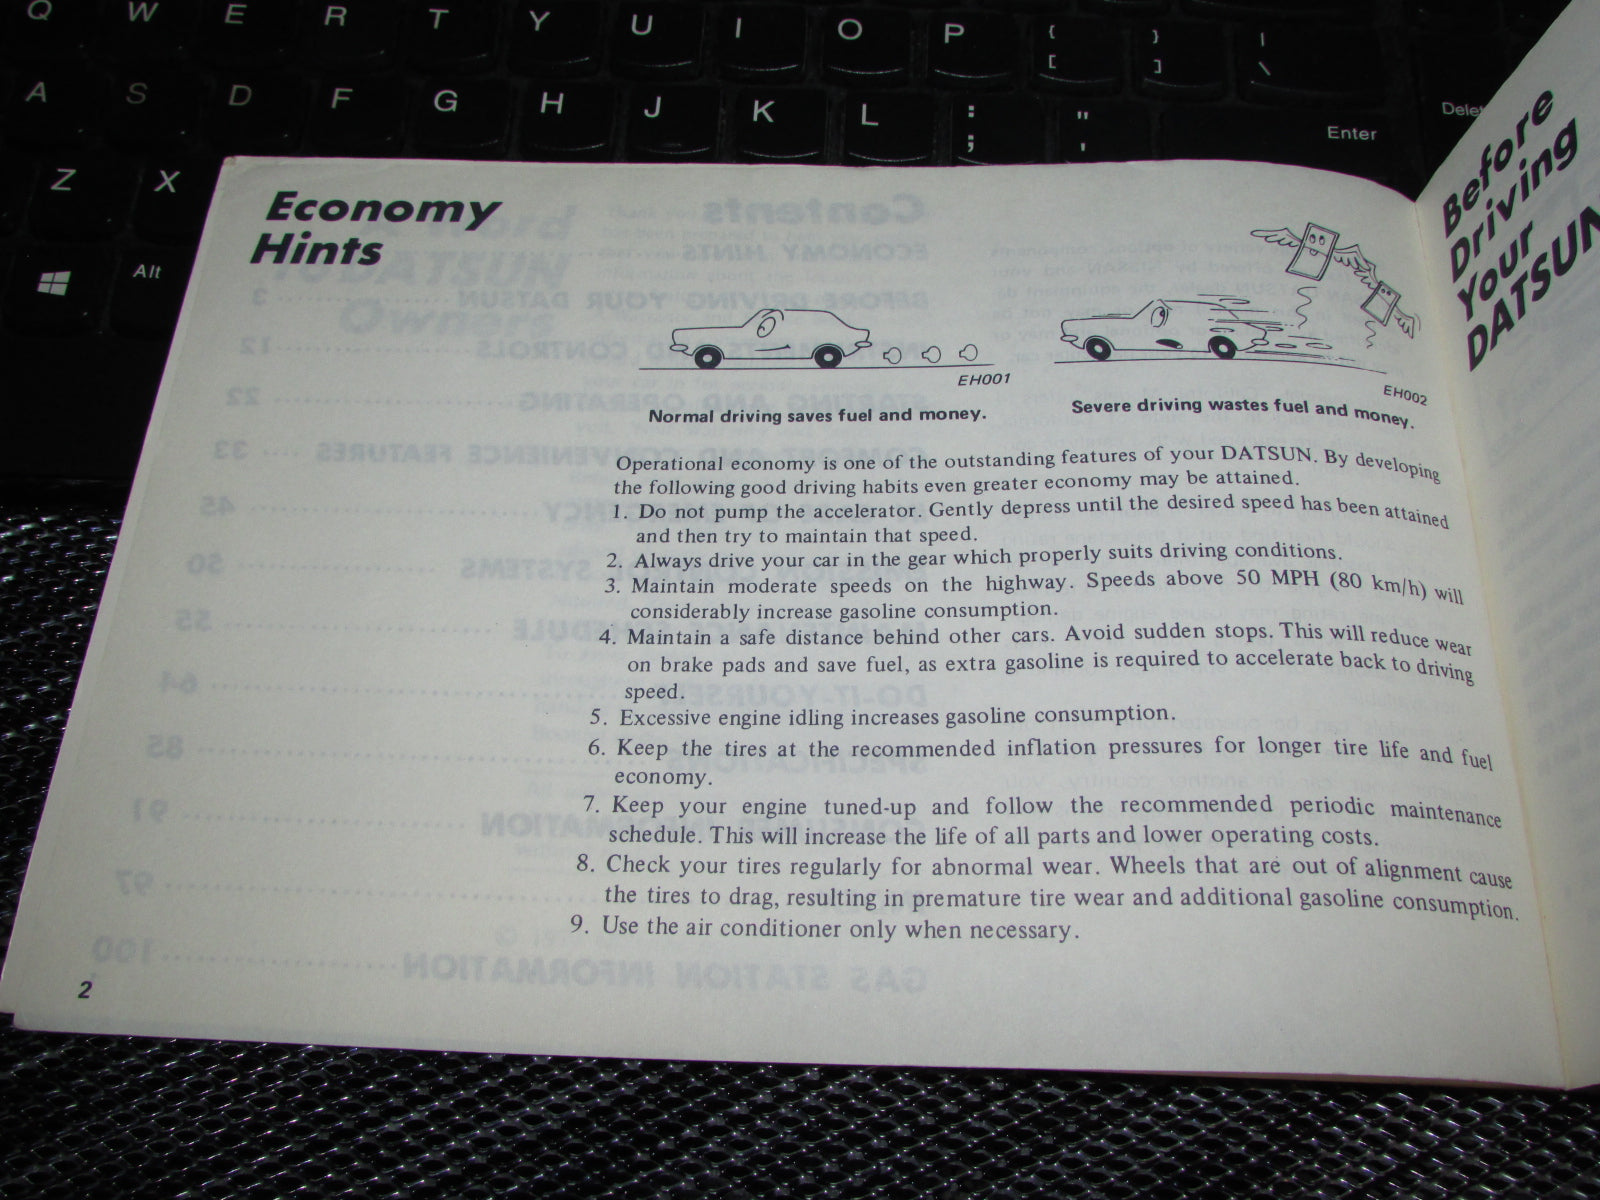 Q W E R T Y U I O P { [ } ] | \
A S D F G H J K L : ; " ' Enter
Z X
Alt
Economy
Hints
EH001
EH002
Normal driving saves fuel and money.
Severe driving wastes fuel and money.
Operational economy is one of the outstanding features of your DATSUN. By developing
the following good driving habits even greater economy may be attained.
1. Do not pump the accelerator. Gently depress until the desired speed has been attained
and then try to maintain that speed.
2. Always drive your car in the gear which properly suits driving conditions.
3. Maintain moderate speeds on the highway. Speeds above 50 MPH (80 km/h) will
considerably increase gasoline consumption.
4. Maintain a safe distance behind other cars. Avoid sudden stops. This will reduce wear
on brake pads and save fuel, as extra gasoline is required to accelerate back to driving
speed.
5. Excessive engine idling increases gasoline consumption.
6. Keep the tires at the recommended inflation pressures for longer tire life and fuel
economy.
7. Keep your engine tuned-up and follow the recommended periodic maintenance
schedule. This will increase the life of all parts and lower operating costs.
8. Check your tires regularly for abnormal wear. Wheels that are out of alignment cause
the tires to drag, resulting in premature tire wear and additional gasoline consumption.
9. Use the air conditioner only when necessary.
2
Before
Driving
Your
DATSUN